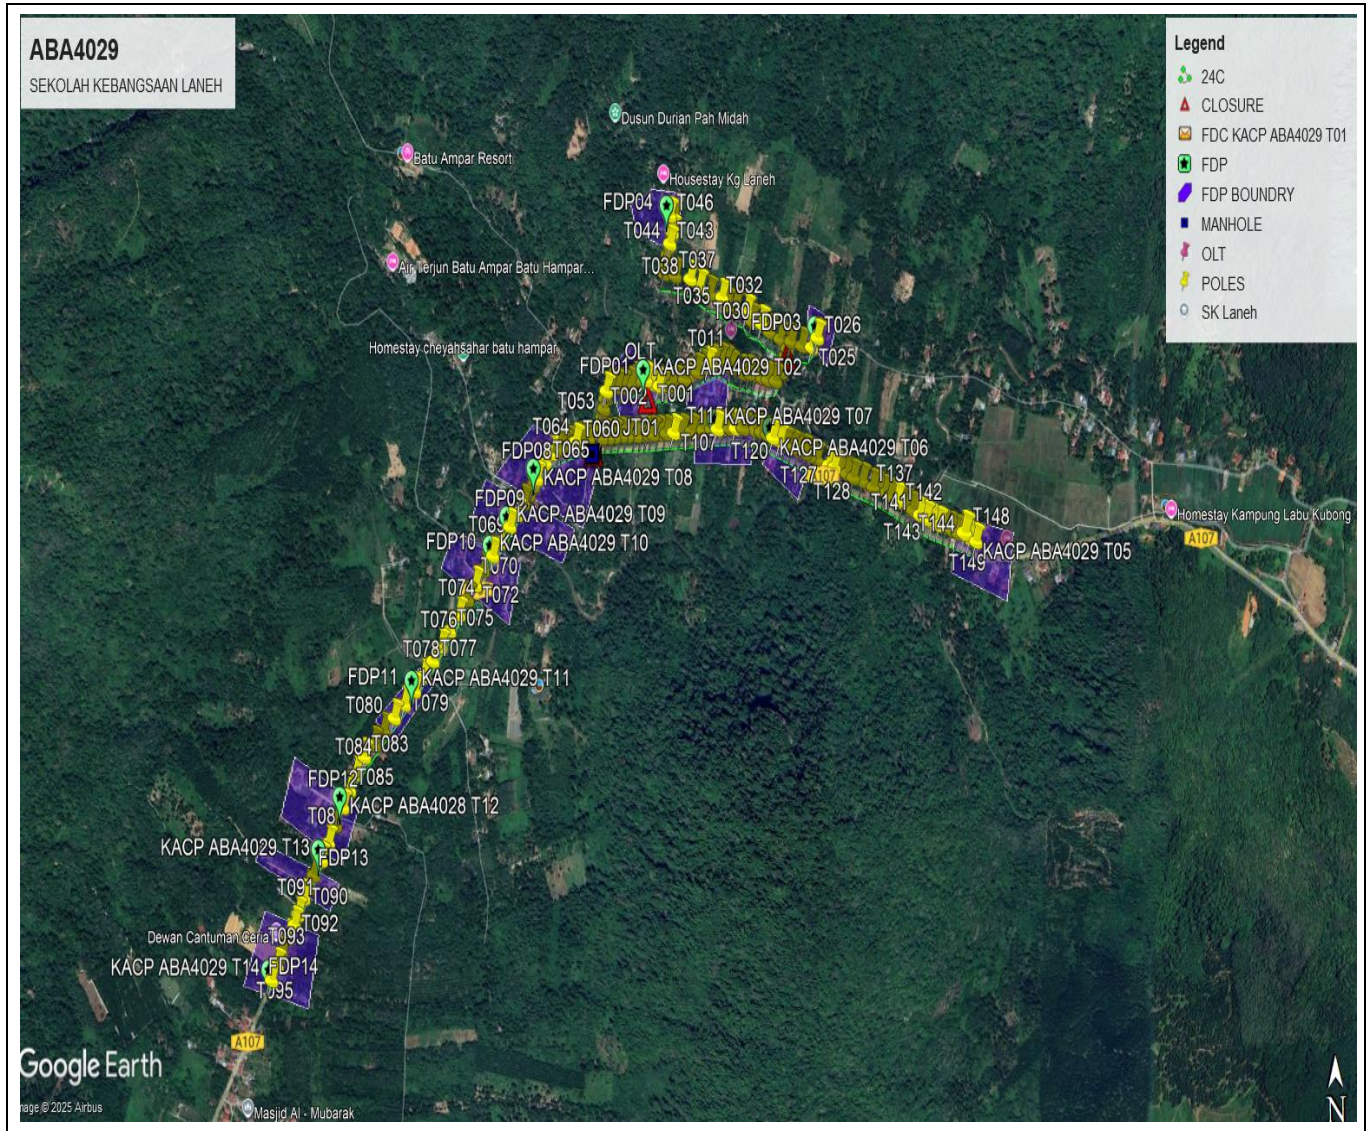 ABA4029
SEKOLAH KEBANGSAAN LANEH
Legend
24C
CLOSURE
FDC KACP ABA4029 T01
FDP
FDP BOUNDRY
MANHOLE
OLT
POLES
SK Laneh
Dusun Durian Pah Midah
Batu Ampar Resort
Housestay Kg Laneh
FDP04
T046
T044
T043
Air Terjun Batu Ampar Batu Hampar...
T038
T037
T035
T032
T030
FDP03
T026
T025
T011
Homestay cheyahsahar batu hampar
OLT
FDP01
KACP ABA4029 T02
T053
T002
T001
T064
T060
JT01
T107
KACP ABA4029 T07
T120
KACP ABA4029 T06
FDP08
T065
KACP ABA4029 T08
T127
T128
T137
T141
T142
FDP09
KACP ABA4029 T09
T069
T143
T144
T148
Homestay Kampung Labu Kubong
A107
FDP10
KACP ABA4029 T10
T070
T149
KACP ABA4029 T05
T074
T072
T076
T075
T078
T077
FDP11
KACP ABA4029 T11
T080
T079
T084
T083
FDP12
T085
T08
KACP ABA4028 T12
KACP ABA4029 T13
FDP13
T091
T090
T092
Dewan Cantuman Ceria
T093
KACP ABA4029 T14
FDP14
T095
A107
Google Earth
Image © 2025 Airbus
Masjid Al - Mubarak
N